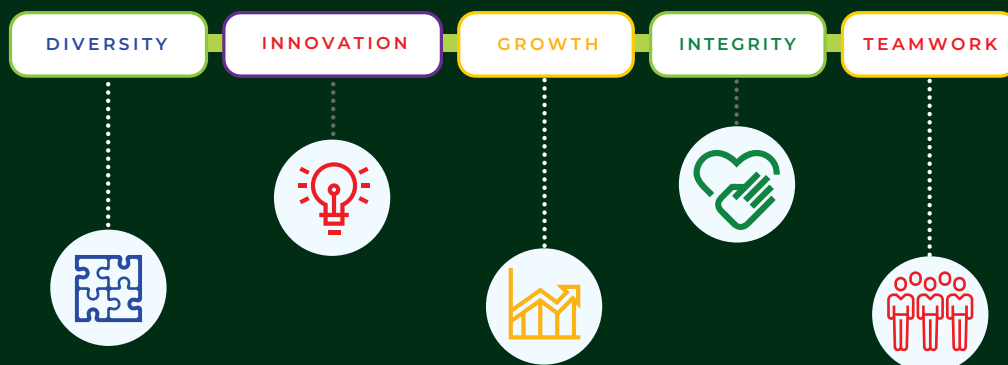 DIVERSITY
INNOVATION
GROWTH
INTEGRITY
TEAMWORK